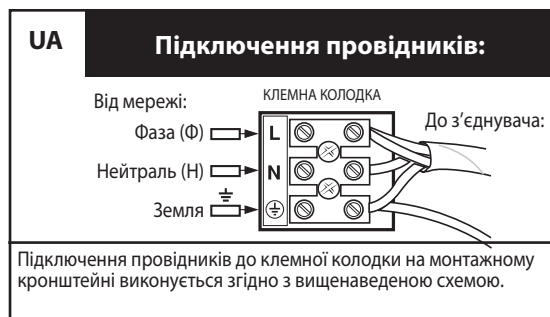 UA
Підключення провідників:
Від мережі:
КЛЕМНА КОЛОДКА
До з’єднувача:
Фаза (Ф)
L
Нейтраль (Н)
N
Земля
Підключення провідників до клемної колодки на монтажному
кронштейні виконується згідно з вищенаведеною схемою.